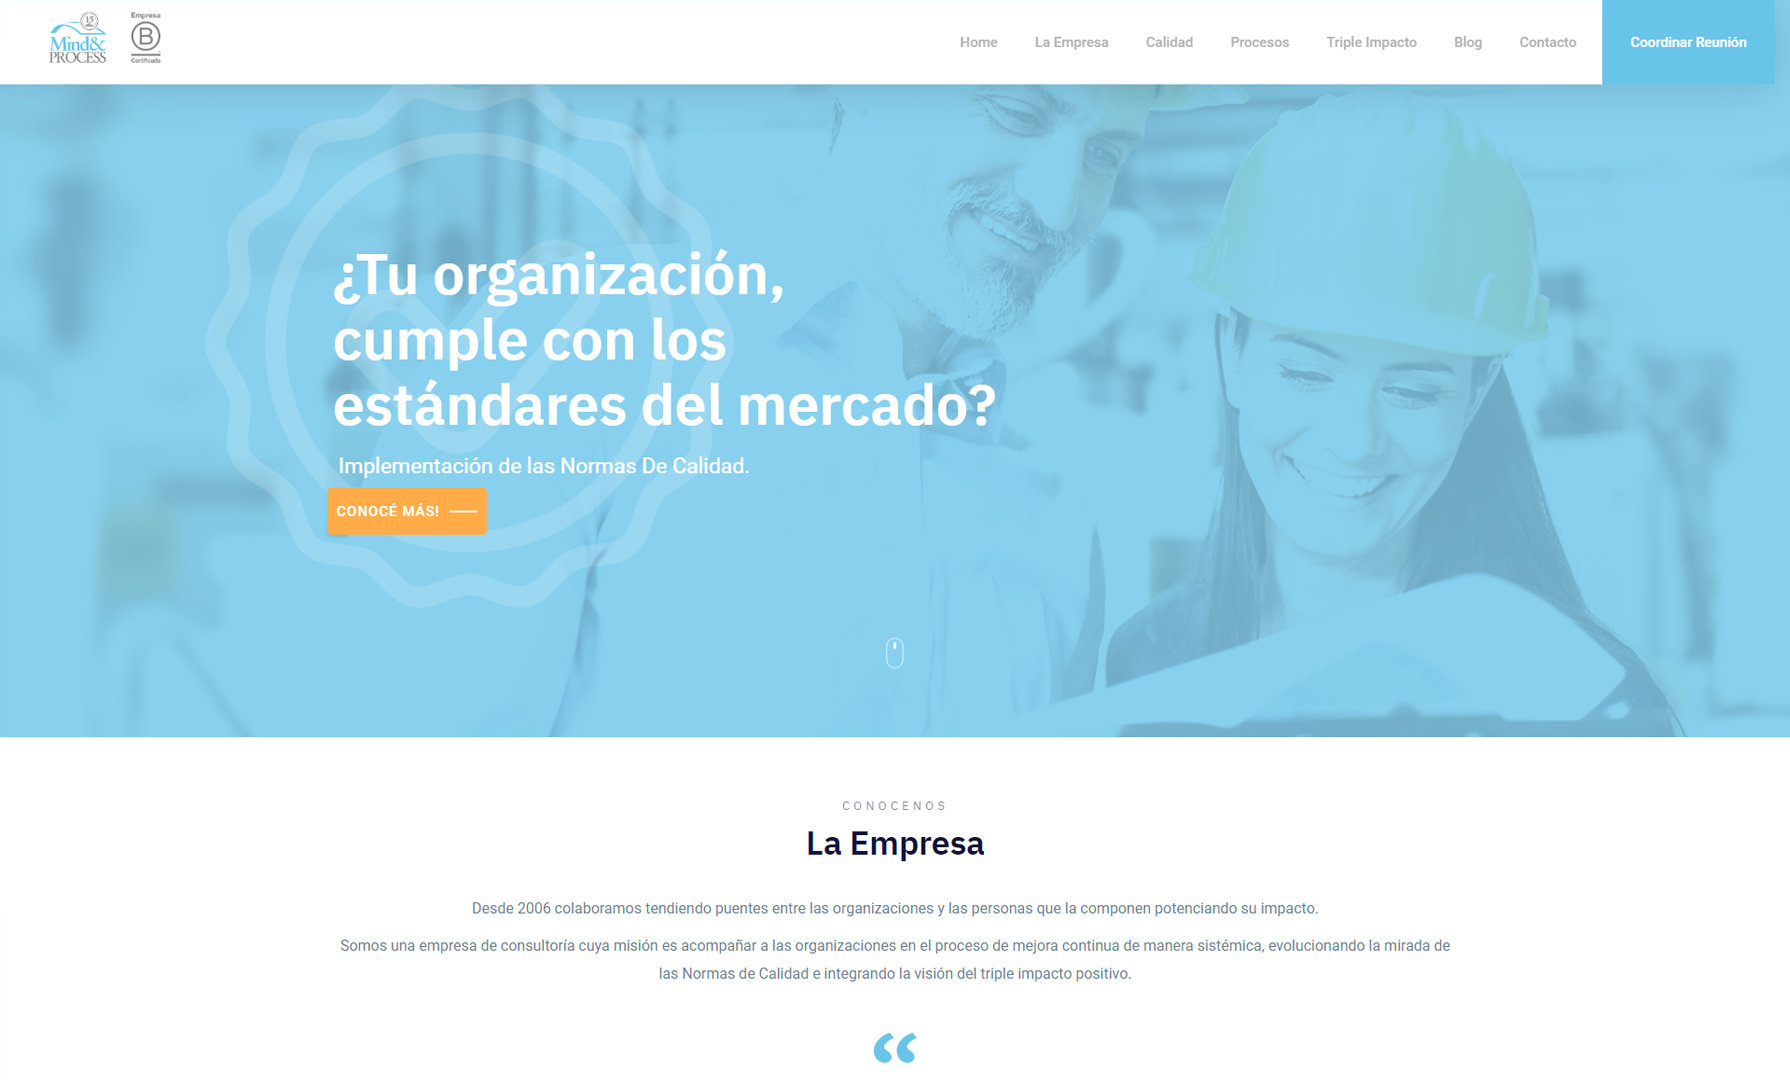 15
Mind&
PROCESS
Empresa
B
Certificada
Home
La Empresa
Calidad
Procesos
Triple Impacto
Blog
Contacto
Coordinar Reunión
¿Tu organización,
cumple con los
estándares del mercado?
Implementación de las Normas De Calidad.
CONOCÉ MÁS!
CONOCENOS
La Empresa
Desde 2006 colaboramos tendiendo puentes entre las organizaciones y las personas que la componen potenciando su impacto.
Somos una empresa de consultoría cuya misión es acompañar a las organizaciones en el proceso de mejora continua de manera sistémica, evolucionando la mirada de
las Normas de Calidad e integrando la visión del triple impacto positivo.
“